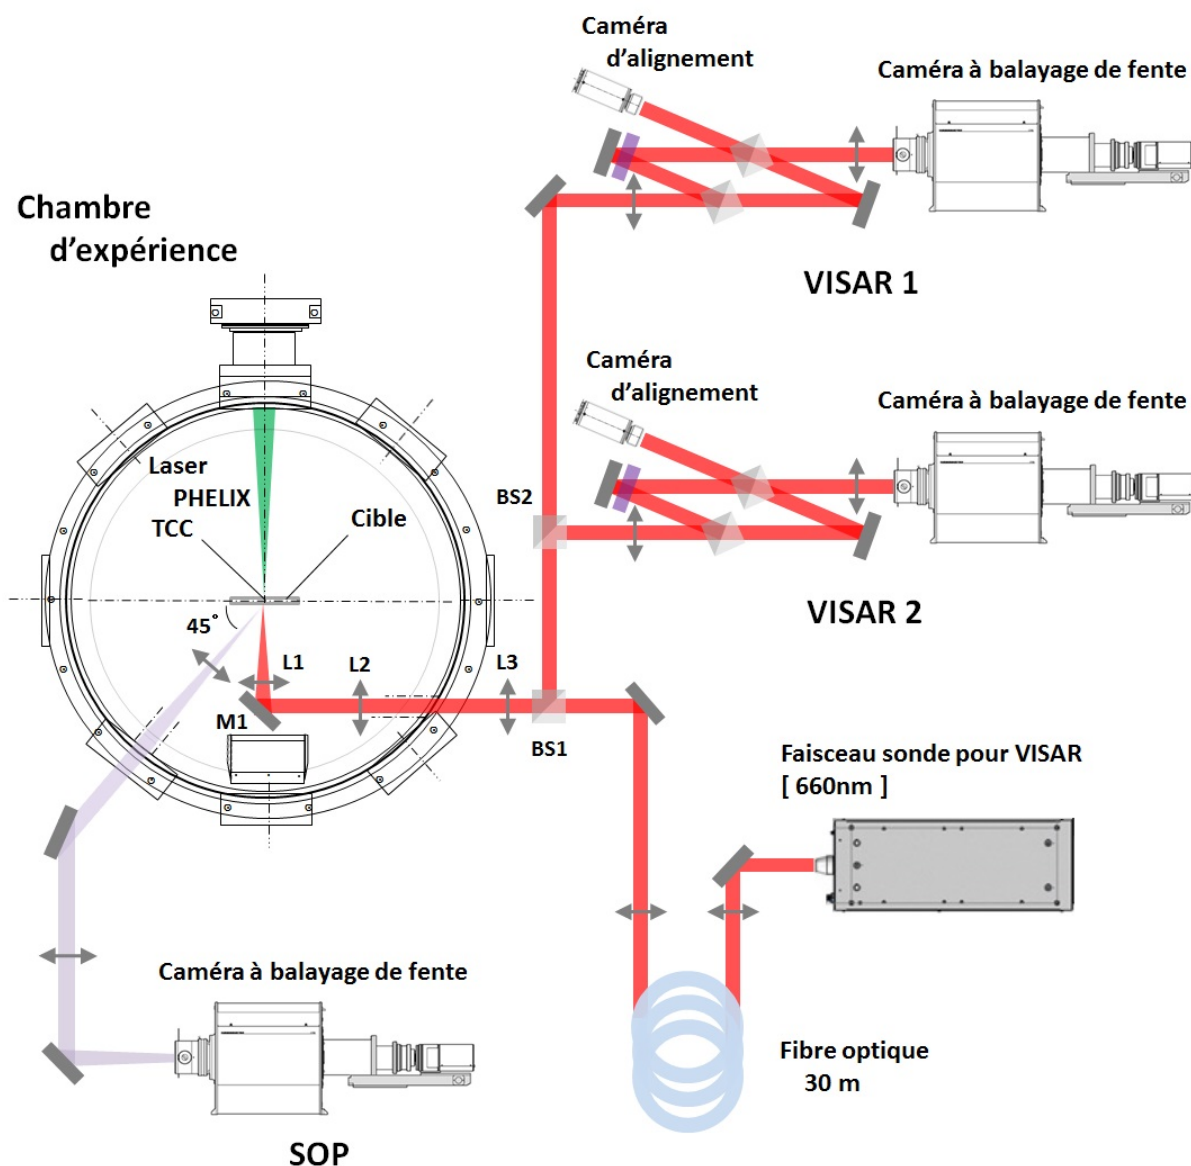 Caméra
d'alignement
Caméra à balayage de fente
Chambre
d'expérience
VISAR 1
Caméra
d'alignement
Caméra à balayage de fente
Laser
PHELIX
TCC
Cible
BS2
VISAR 2
45°
L1
L2
L3
M1
BS1
Faisceau sonde pour VISAR
[ 660nm ]
Caméra à balayage de fente
Fibre optique
30 m
SOP